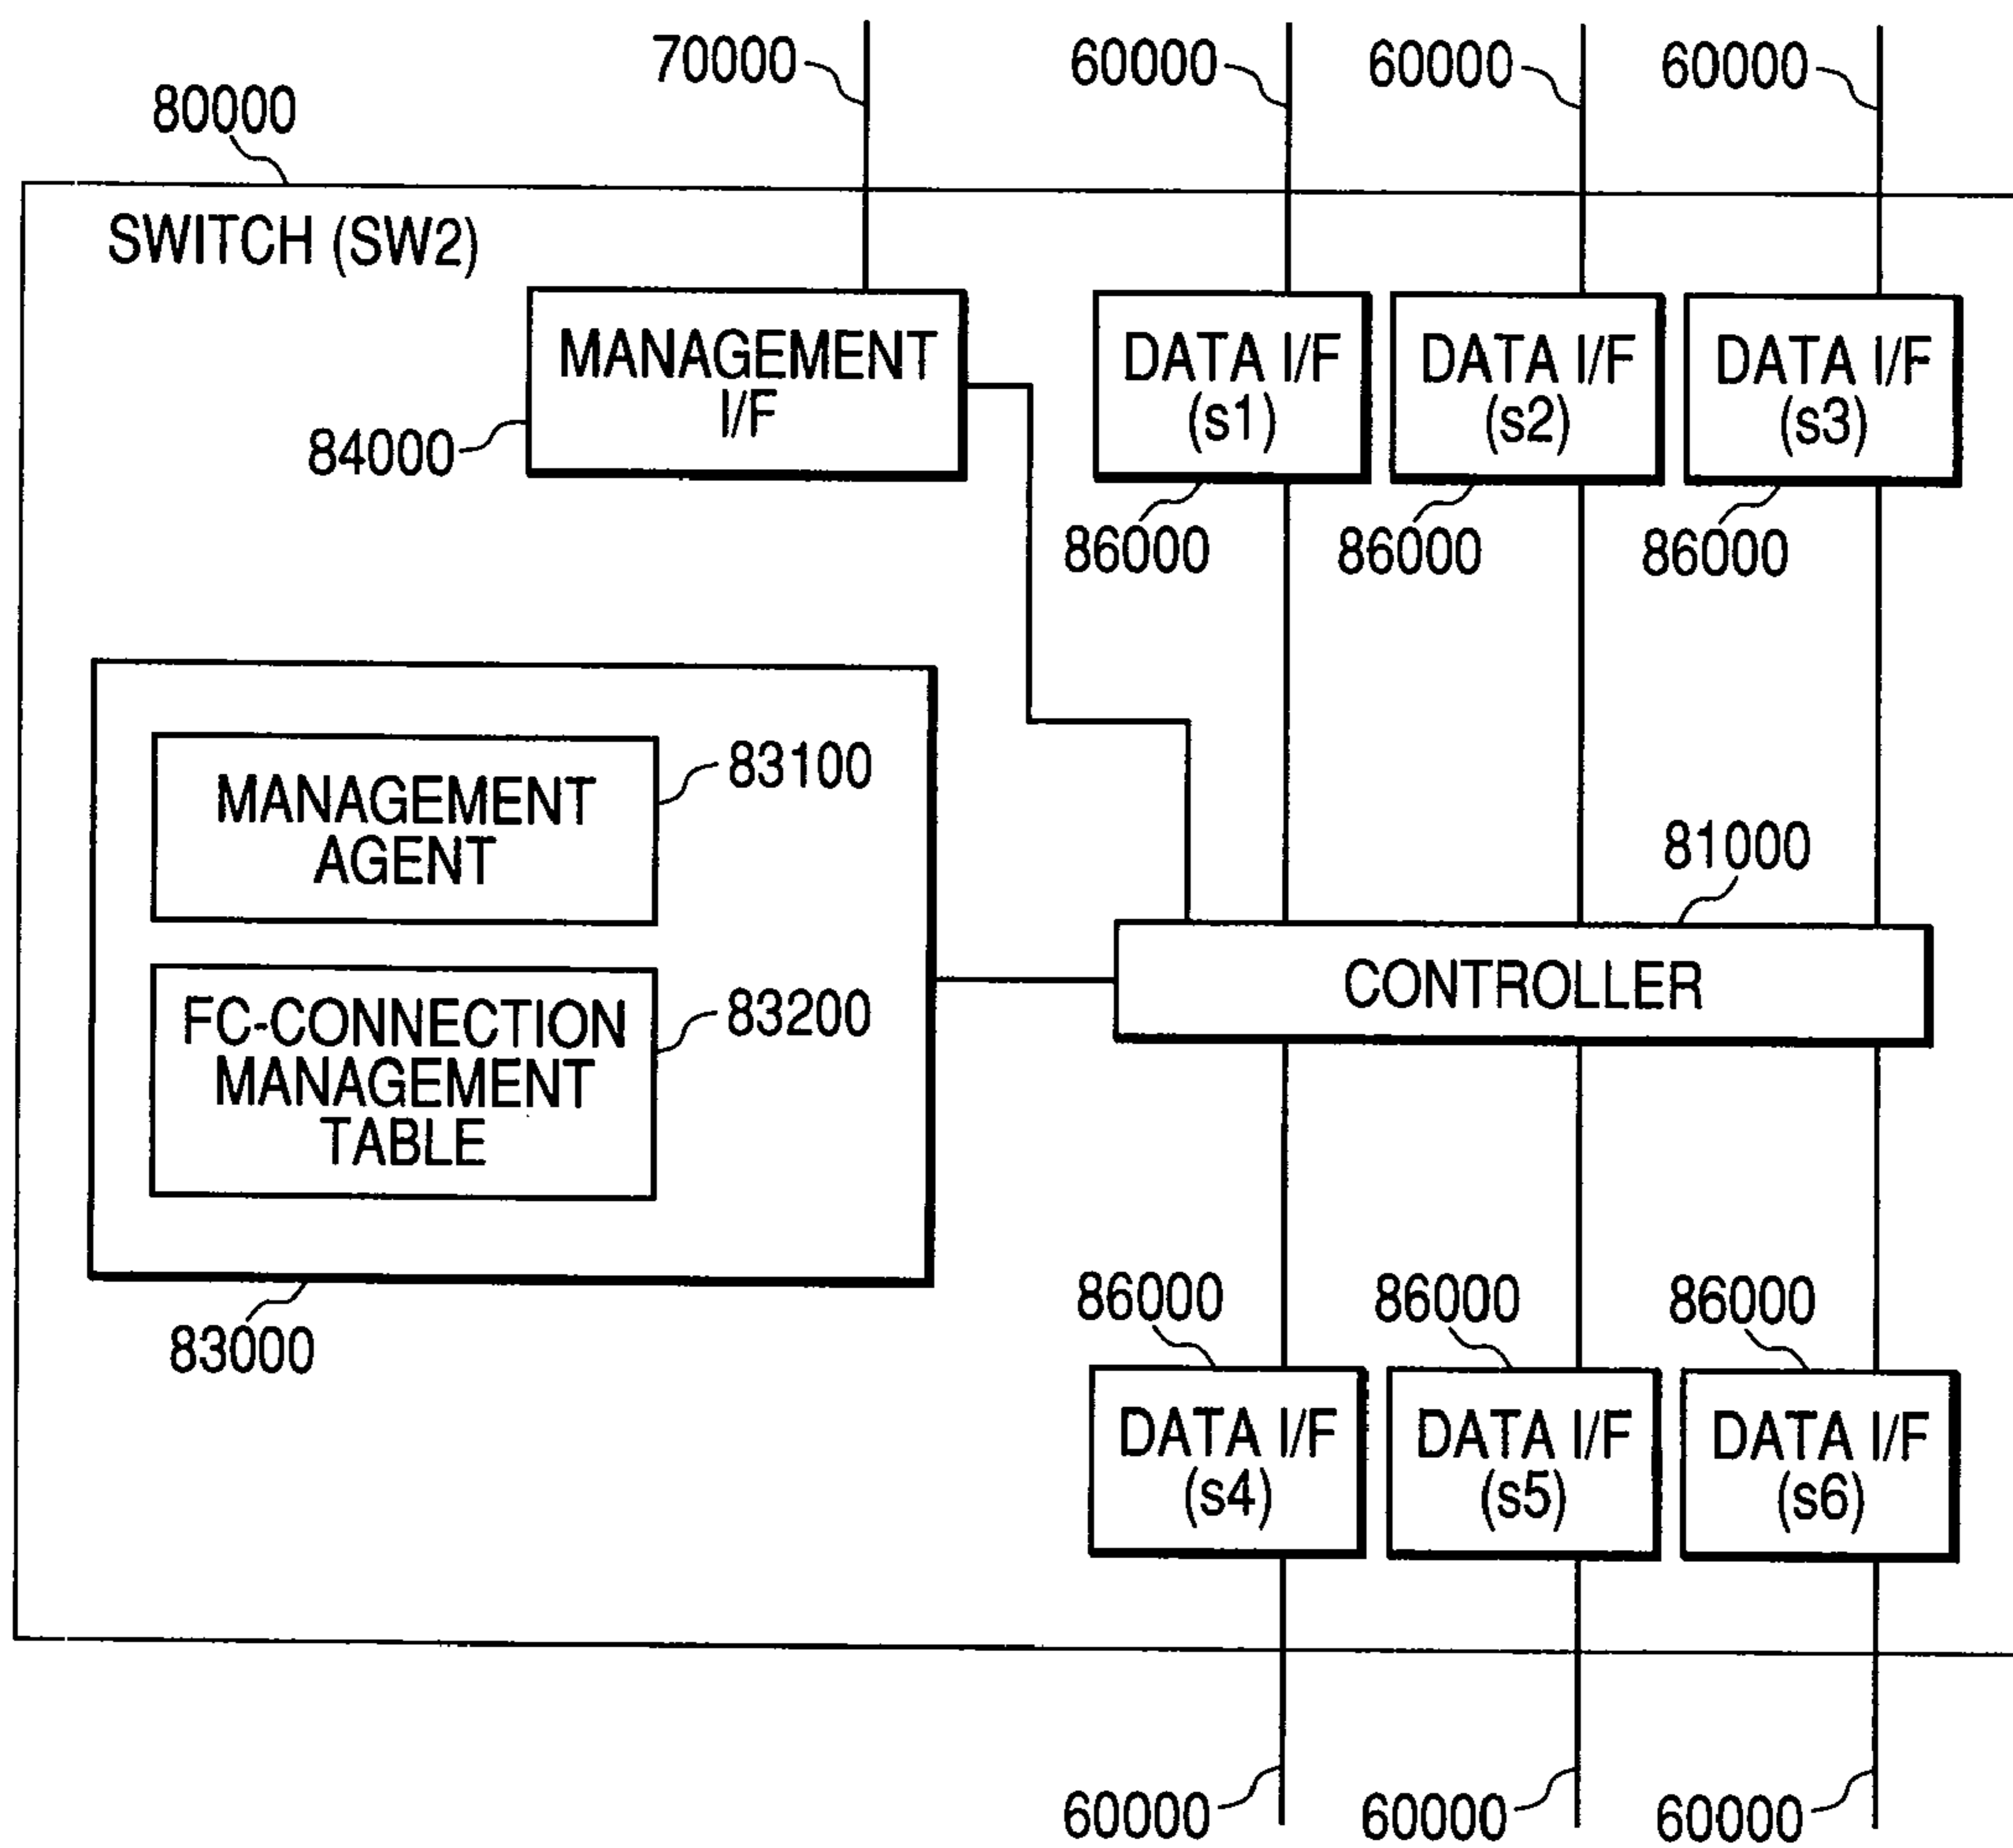 70000
60000
60000
60000
80000
SWITCH (SW2)
MANAGEMENT
I/F
84000
DATA I/F
(s1)
DATA I/F
(s2)
DATA I/F
(s3)
86000
86000
86000
MANAGEMENT
AGENT
83100
81000
CONTROLLER
FC-CONNECTION
MANAGEMENT
TABLE
83200
83000
86000
86000
86000
DATA I/F
(s4)
DATA I/F
(s5)
DATA I/F
(s6)
60000
60000
60000